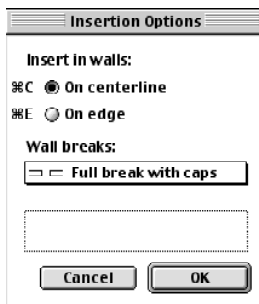 Insertion Options
Insert in walls:
⌘C On centerline
⌘E On edge
Wall breaks:
Full break with caps
Cancel OK